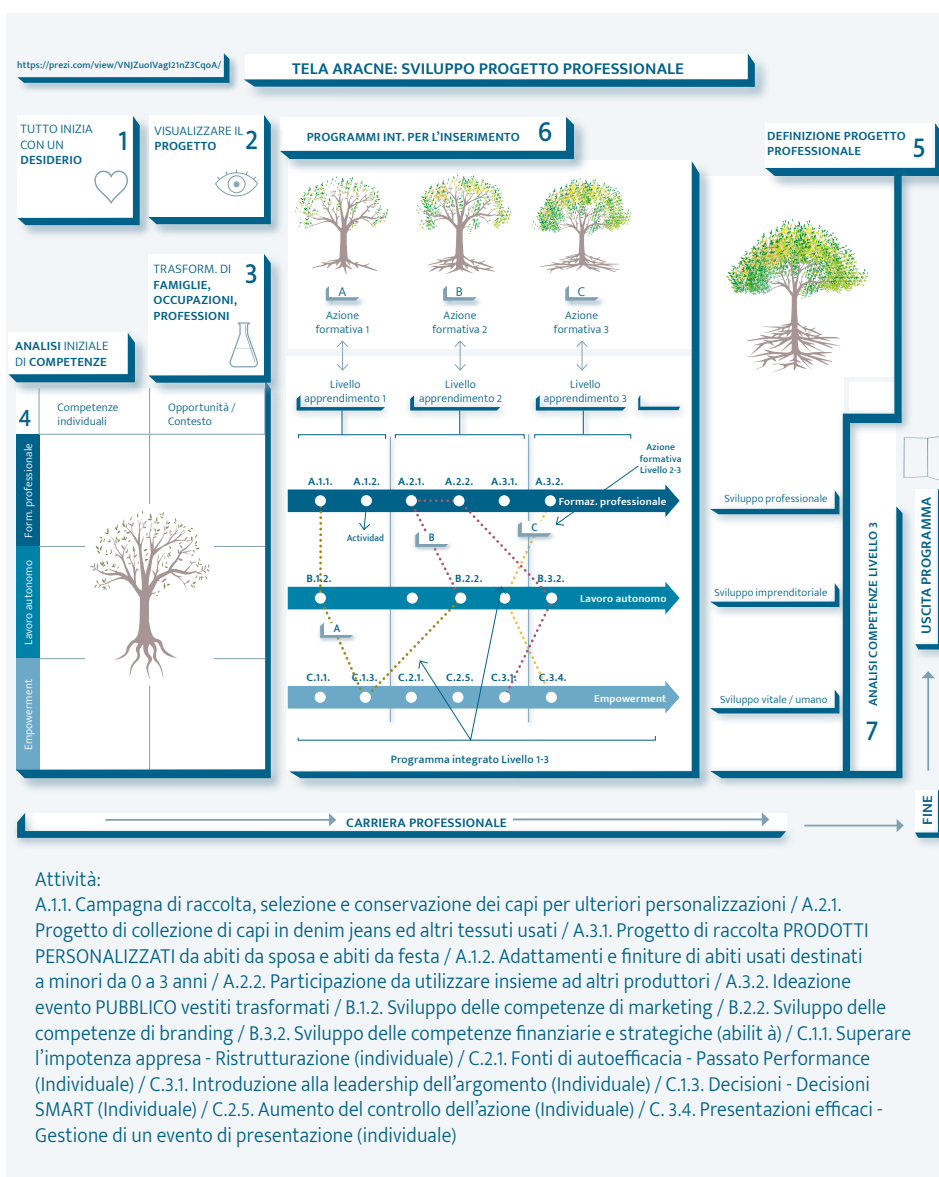 https://prezi.com/view/VNJZuoIVagI21nZ3CqoA/
TELA ARACNE: SVILUPPO PROGETTO PROFESSIONALE
TUTTO INIZIA
CON UN
DESIDERIO
1
VISUALIZZARE IL
PROGETTO
2
PROGRAMMI INT. PER L'INSERIMENTO 6
DEFINIZIONE PROGETTO
PROFESSIONALE
5
TRASFORM. DI
FAMIGLIE,
OCCUPAZIONI,
PROFESSIONI
3
ANALISI INIZIALE
DI COMPETENZE
4
Competenze
individuali
Opportunità /
Contesto
Form. professionale
Lavoro autonomo
Empowerment
A
B
C
Azione
formativa 1
Azione
formativa 2
Azione
formativa 3
Livello
apprendimento 1
Livello
apprendimento 2
Livello
apprendimento 3
Azione
formativa
Livello 2-3
A.1.1. A.1.2. A.2.1. A.2.2. A.3.1. A.3.2.
Formaz. professionale
Actividad
B
C
B.1.2. B.2.2. B.3.2.
Lavoro autonomo
A
C.1.1. C.1.3. C.2.1. C.2.5. C.3.1. C.3.4.
Empowerment
Programma integrato Livello 1-3
Sviluppo professionale
Sviluppo imprenditoriale
Sviluppo vitale / umano
7 ANALISI COMPETENZE LIVELLO 3
USCITA PROGRAMMA
FINE
CARRIERA PROFESSIONALE
Attività:
A.1.1. Campagna di raccolta, selezione e conservazione dei capi per ulteriori personalizzazioni / A.2.1.
Progetto di collezione di capi in denim jeans ed altri tessuti usati / A.3.1. Progetto di raccolta PRODOTTI
PERSONALIZZATI da abiti da sposa e abiti da festa / A.1.2. Adattamenti e finiture di abiti usati destinati
a minori da 0 a 3 anni / A.2.2. Participazione da utilizzare insieme ad altri produttori / A.3.2. Ideazione
evento PUBBLICO vestiti trasformati / B.1.2. Sviluppo delle competenze di marketing / B.2.2. Sviluppo delle
competenze di branding / B.3.2. Sviluppo delle competenze finanziarie e strategiche (abilit à) / C.1.1. Superare
l'impotenza appresa - Ristrutturazione (individuale) / C.2.1. Fonti di autoefficacia - Passato Performance
(Individuale) / C.3.1. Introduzione alla leadership dell'argomento (Individuale) / C.1.3. Decisioni - Decisioni
SMART (Individuale) / C.2.5. Aumento del controllo dell'azione (Individuale) / C. 3.4. Presentazioni efficaci -
Gestione di un evento di presentazione (individuale)